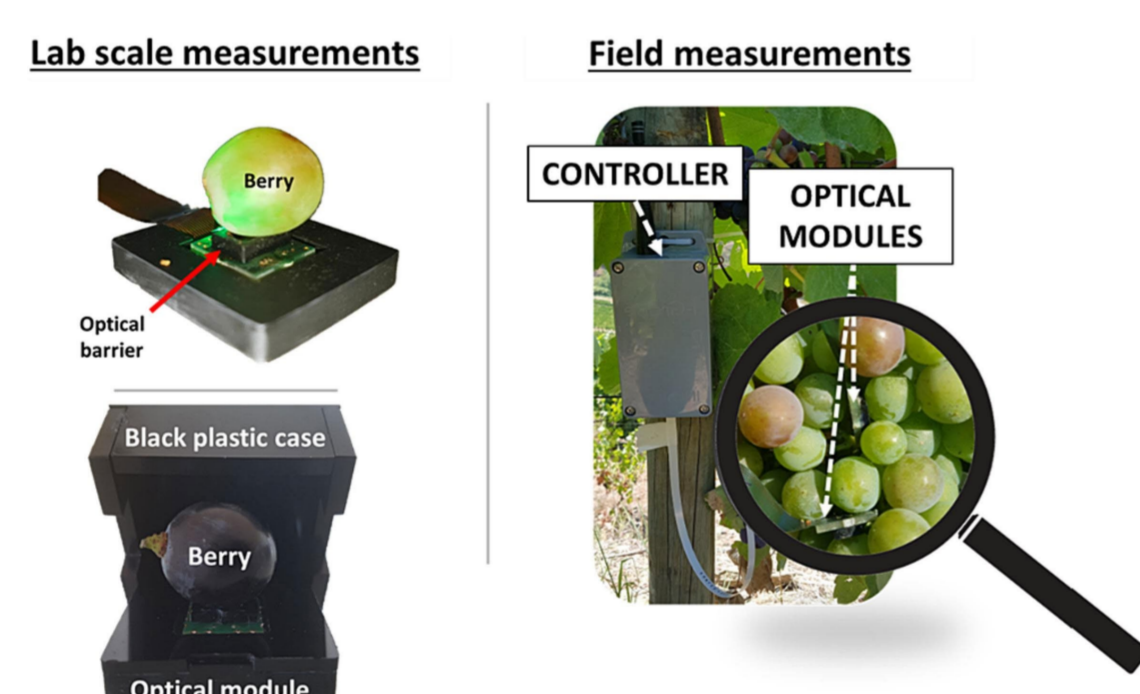 Lab scale measurements
Berry
Optical
barrier
Black plastic case
Berry
Optical module
Field measurements
CONTROLLER
OPTICAL
MODULES